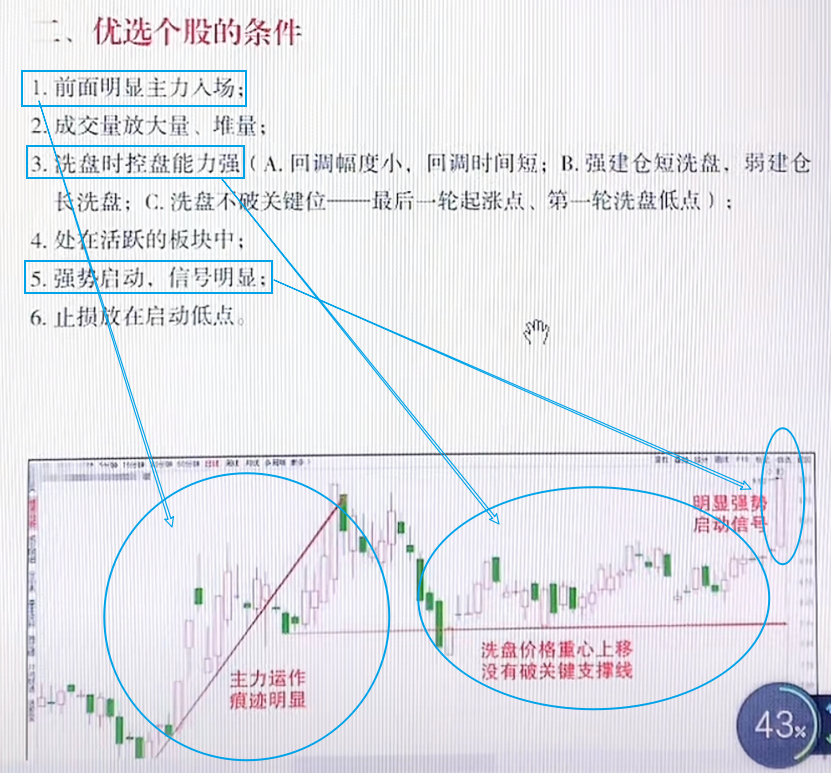 二、优选个股的条件
1. 前面明显主力入场；
2. 成交量放大量、堆量；
3. 洗盘时控盘能力强（A. 回调幅度小，回调时间短；B. 强建仓短洗盘，弱建仓
长洗盘；C. 洗盘不破关键位——最后一轮起涨点、第一轮洗盘低点）；
4. 处在活跃的板块中；
5. 强势启动，信号明显；
6. 止损放在启动低点。
明显强势
启动信号
洗盘价格重心上移
没有破关键支撑线
主力运作
痕迹明显
43%